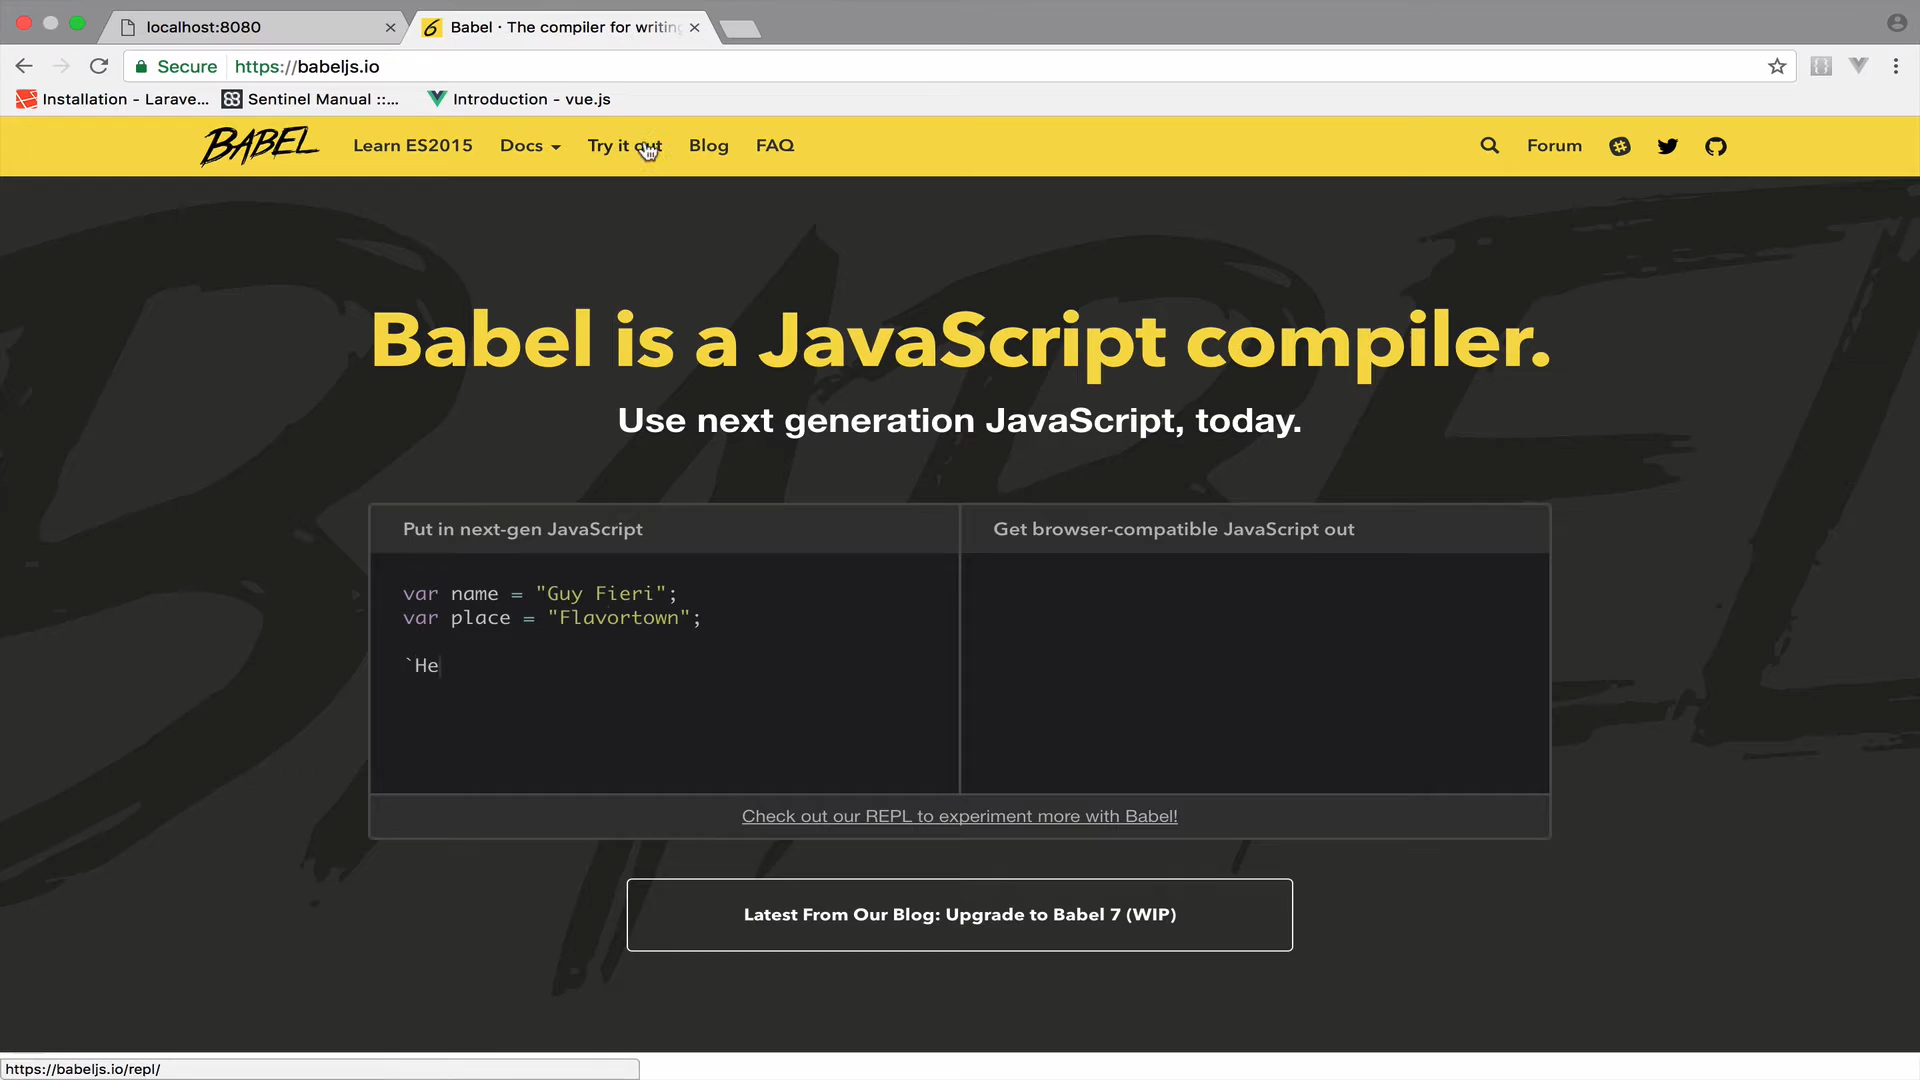 localhost:8080
Babel · The compiler for writing
Secure https://babeljs.io
Installation - Larave... Sentinel Manual ::... Introduction - vue.js
BABEL Learn ES2015 Docs Try it out Blog FAQ Forum
Babel is a JavaScript compiler.
Use next generation JavaScript, today.
Put in next-gen JavaScript
Get browser-compatible JavaScript out
var name = "Guy Fieri";
var place = "Flavortown";
`He
Check out our REPL to experiment more with Babel!
Latest From Our Blog: Upgrade to Babel 7 (WIP)
https://babeljs.io/repl/